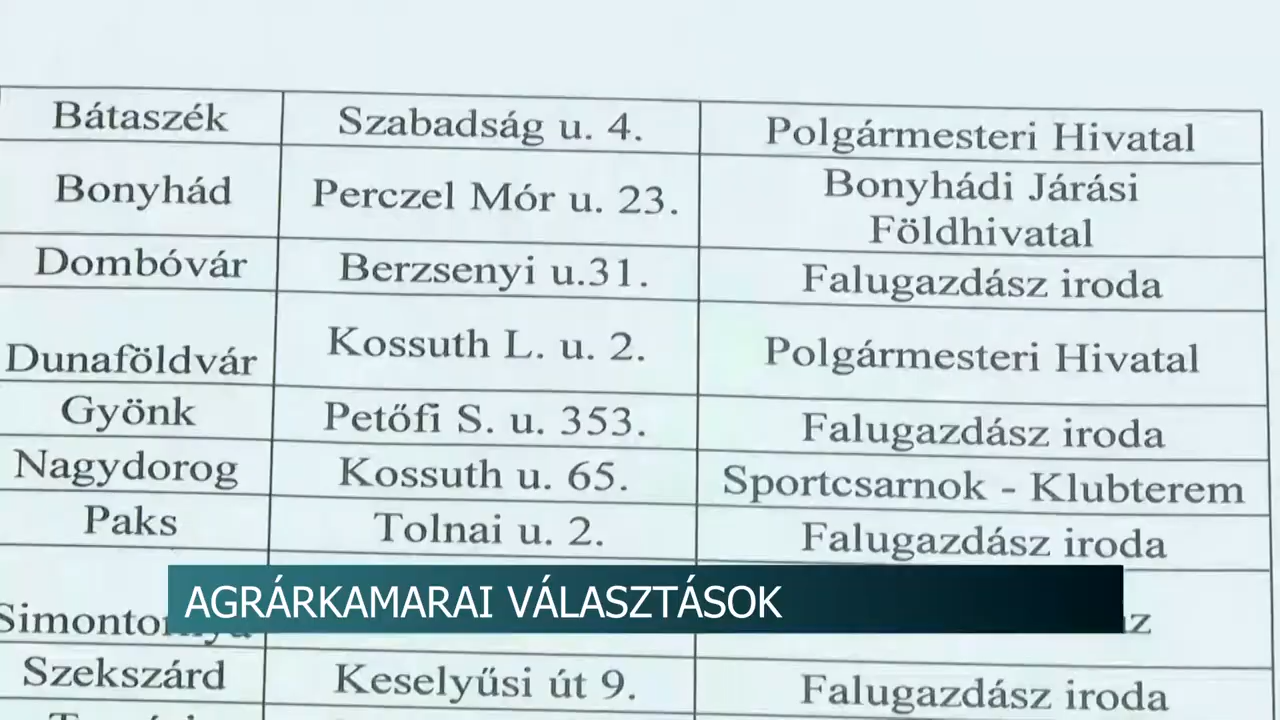 Bátaszék Szabadság u. 4. Polgármesteri Hivatal
Bonyhád Perczel Mór u. 23. Bonyhádi Járási
Földhivatal
Dombóvár Berzsenyi u.31. Falugazdász iroda
Dunaföldvár Kossuth L. u. 2. Polgármesteri Hivatal
Gyönk Petőfi S. u. 353. Falugazdász iroda
Nagydorog Kossuth u. 65. Sportcsarnok - Klubterem
Paks Tolnai u. 2. Falugazdász iroda
AGRÁRKAMARAI VÁLASZTÁSOK
Szekszárd Keselyűsi út 9. Falugazdász iroda